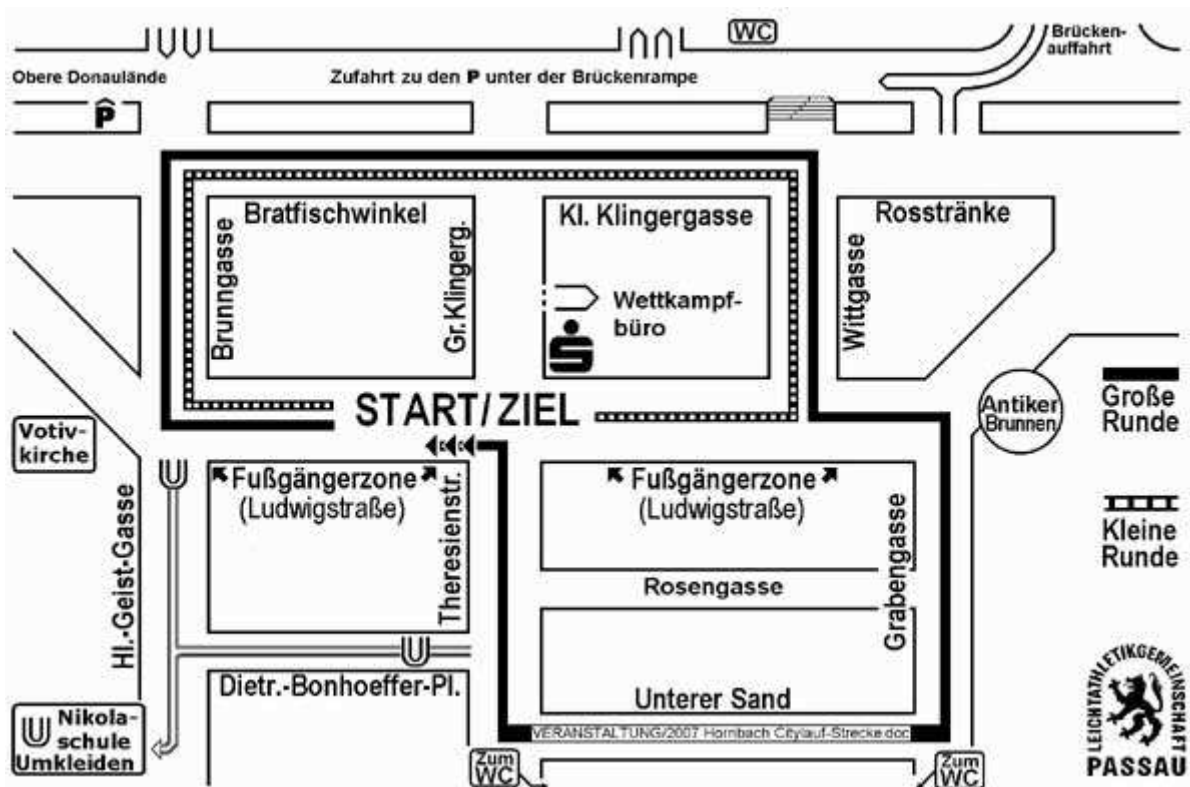 WC
Brücken-
auffahrt
Obere Donaulände
Zufahrt zu den P unter der Brückenrampe
P
Bratfischwinkel
Kl. Klingergasse
Rosstränke
Brunngasse
Gr. Klingerg.
Wettkampf-
büro
Wittgasse
START/ZIEL
Antiker
Brunnen
Große
Runde
Votiv-
kirche
U
Fußgängerzone
(Ludwigstraße)
Fußgängerzone
(Ludwigstraße)
Kleine
Runde
Hl.-Geist-Gasse
Theresienstr.
Rosengasse
Grabengasse
U
Dietr.-Bonhoeffer-Pl.
Unterer Sand
U Nikola-
schule
Umkleiden
VERANSTALTUNG/2007 Hornbach Citylauf-Strecke.doc
Zum
WC
Zum
WC
LEICHTATHLETIKGEMEINSCHAFT
PASSAU